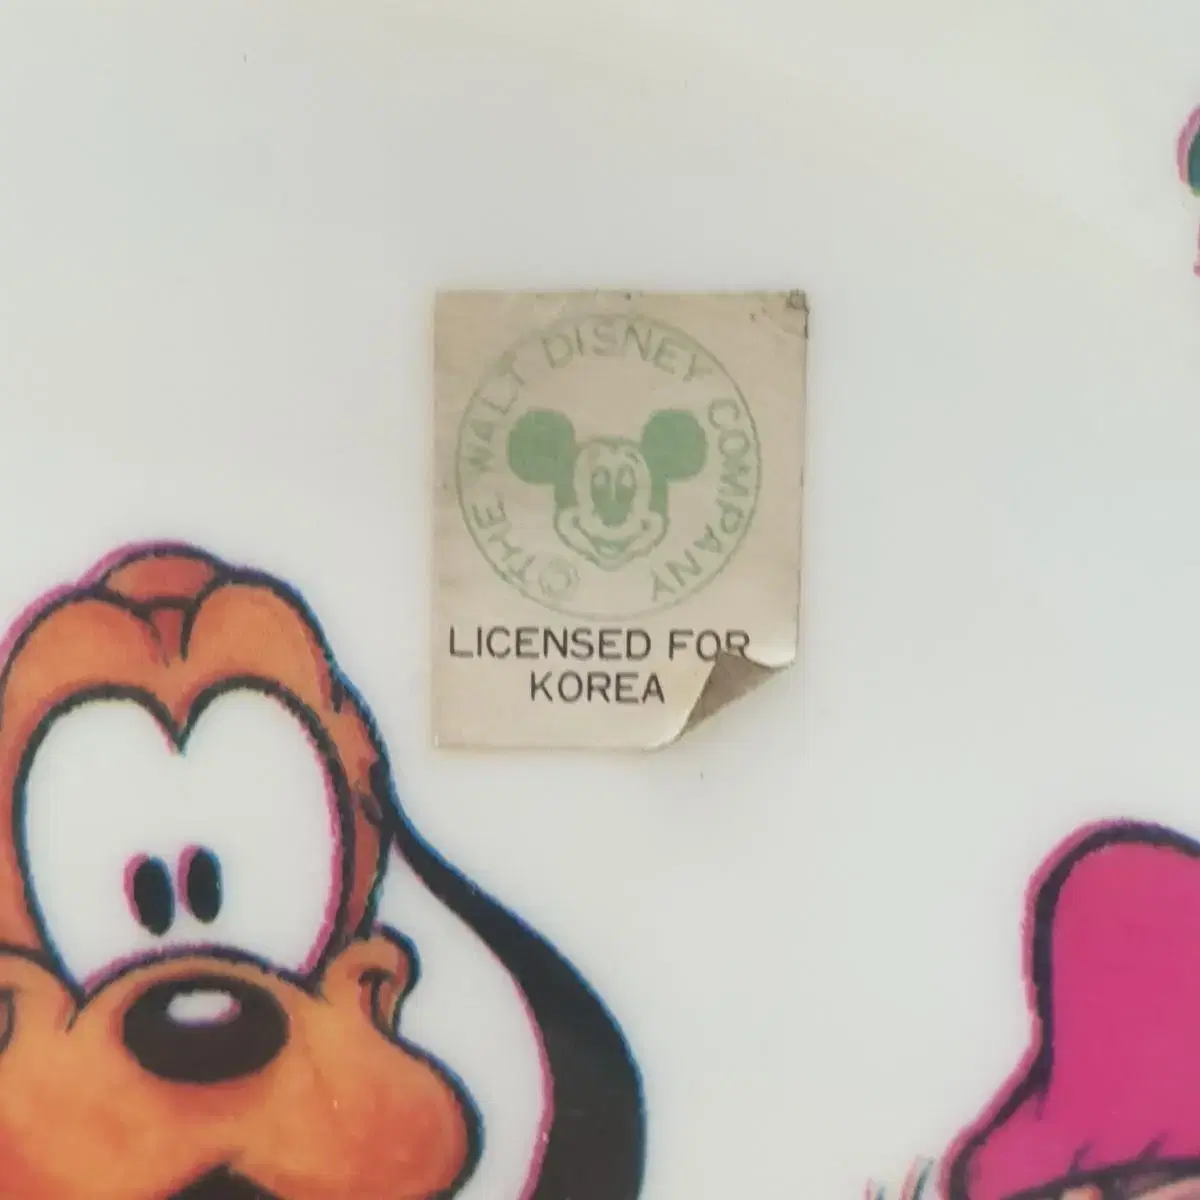 ©THE WALT DISNEY COMPANY
LICENSED FOR
KOREA